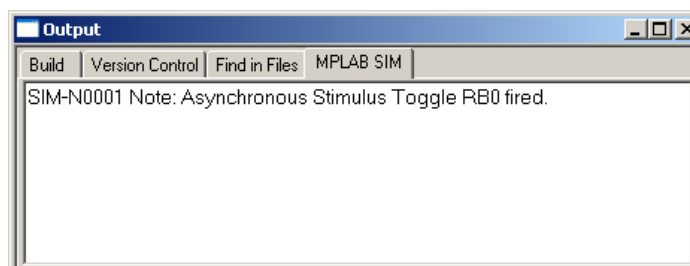 Output
Build Version Control Find in Files MPLAB SIM
SIM-N0001 Note: Asynchronous Stimulus Toggle RB0 fired.